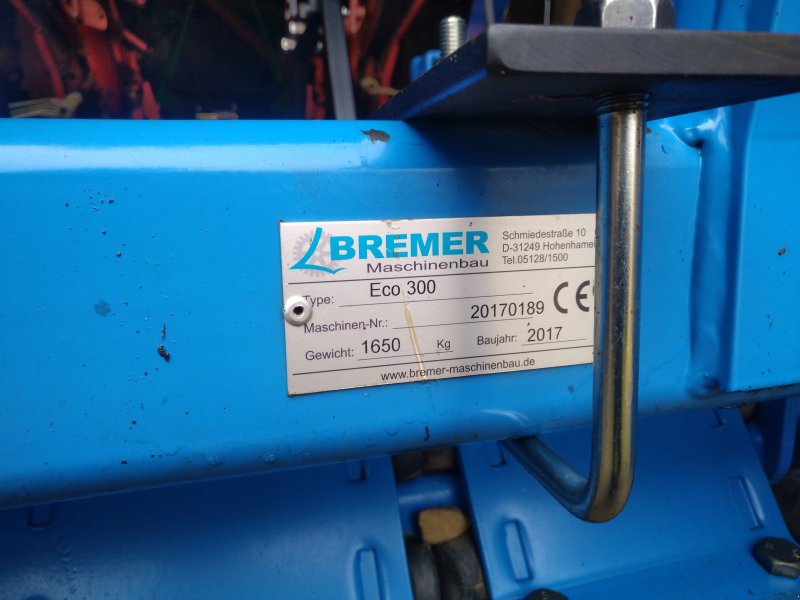 BREMER
Maschinenbau
Schmiedestraße 10
D-31249 Hohenhamel
Tel.05128/1500
Type: Eco 300
Maschinen-Nr.: 20170189 CE
Gewicht: 1650 Kg Baujahr: 2017
www.bremer-maschinenbau.de